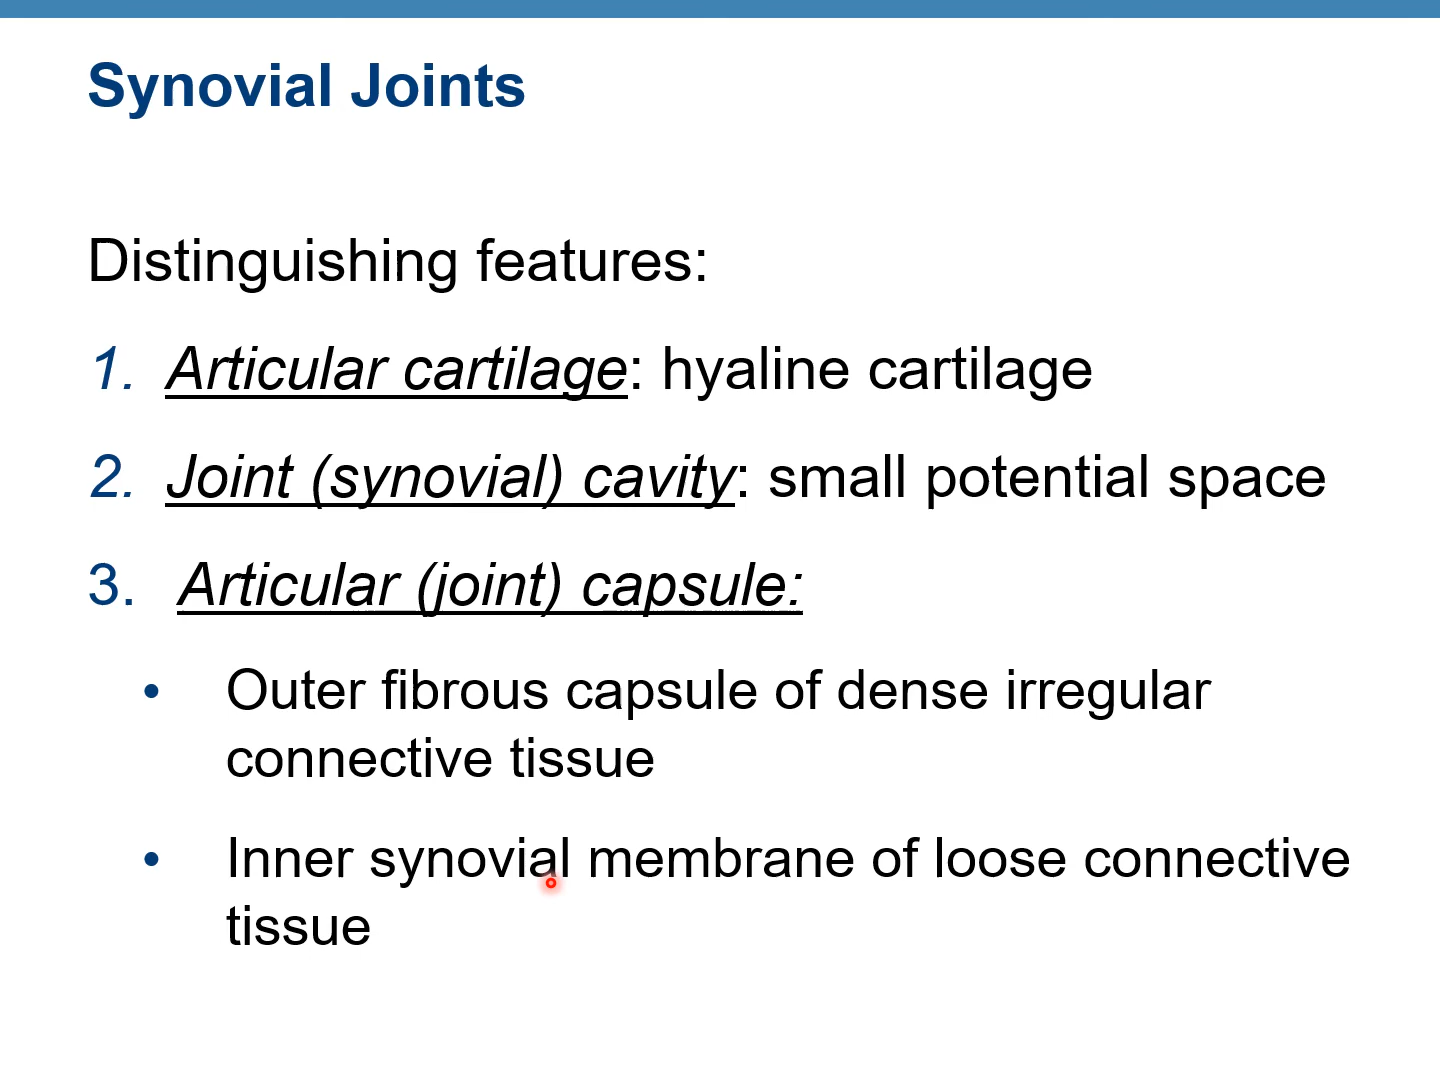 Synovial Joints
Distinguishing features:
1. Articular cartilage: hyaline cartilage
2. Joint (synovial) cavity: small potential space
3. Articular (joint) capsule:
• Outer fibrous capsule of dense irregular
connective tissue
• Inner synovial membrane of loose connective
tissue